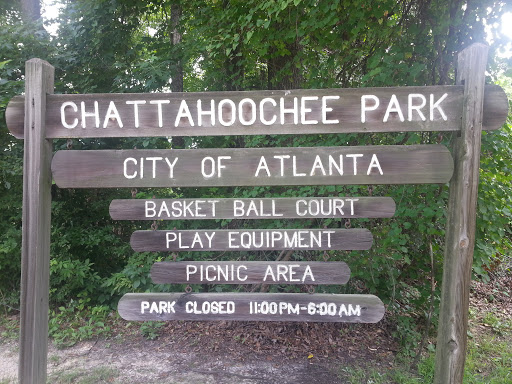 CHATTAHOOCHEE PARK
CITY OF ATLANTA
BASKET BALL COURT
PLAY EQUIPMENT
PICNIC AREA
PARK CLOSED 11:00PM-6:00AM